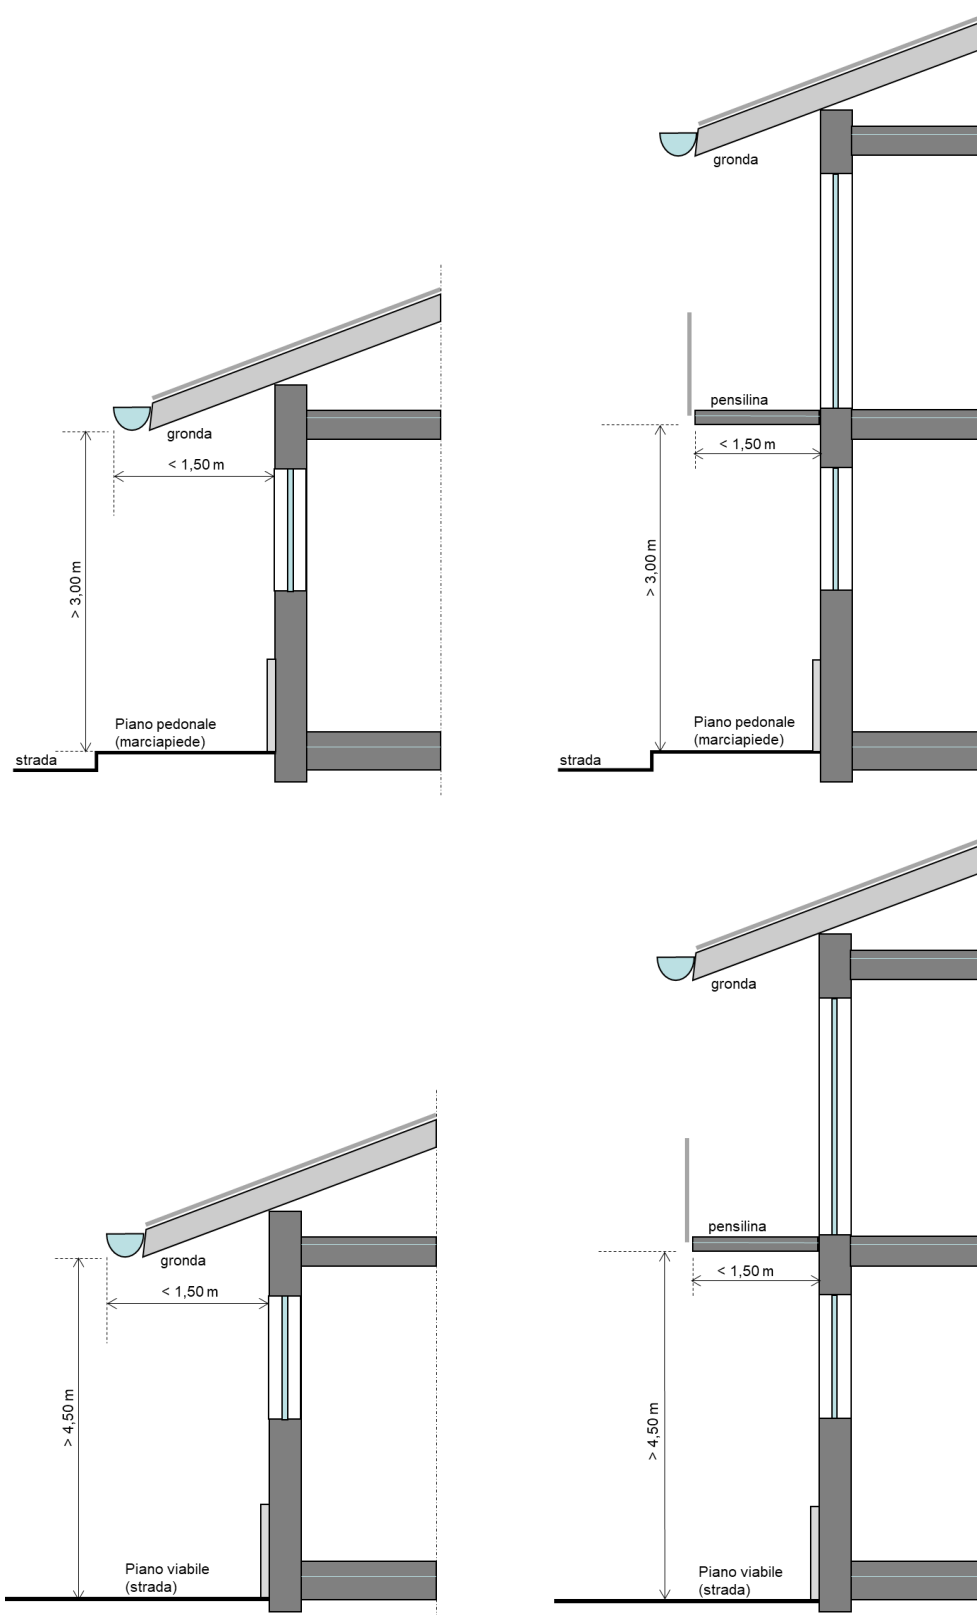 gronda
< 1,50 m
> 3,00 m
Piano pedonale
(marciapiede)
strada
gronda
pensilina
< 1,50 m
> 3,00 m
Piano pedonale
(marciapiede)
strada
gronda
< 1,50 m
> 4,50 m
Piano viabile
(strada)
gronda
pensilina
< 1,50 m
> 4,50 m
Piano viabile
(strada)